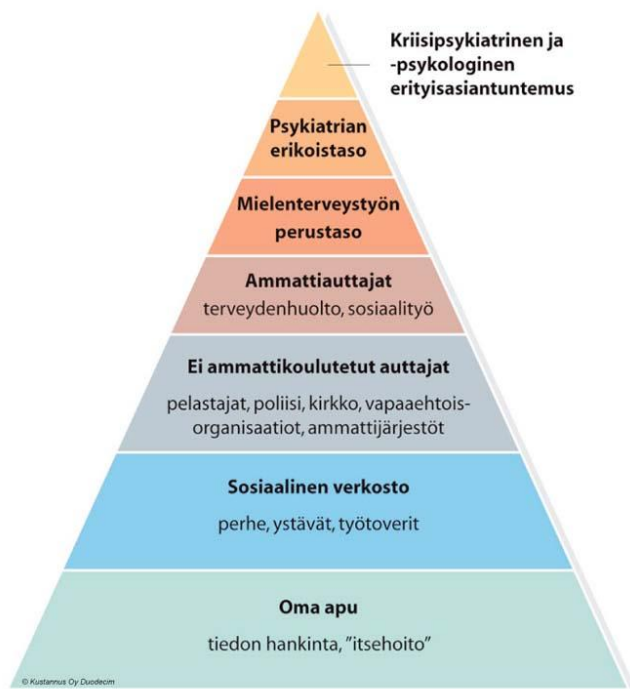 Kriisipsykiatrinen ja
-psykologinen
erityisasiantuntemus
Psykiatrian
erikoistaso
Mielenterveystyön
perustaso
Ammattiauttajat
terveydenhuolto, sosiaalityö
Ei ammattikoulutetut auttajat
pelastajat, poliisi, kirkko, vapaaehtois-
organisaatiot, ammattijärjestöt
Sosiaalinen verkosto
perhe, ystävät, työtoverit
Oma apu
tiedon hankinta, ”itsehoito”
© Kustannus Oy Duodecim